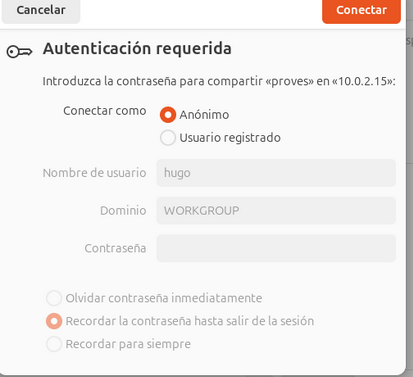 Cancelar
Conectar
Autenticación requerida
Introduzca la contraseña para compartir «proves» en «10.0.2.15»:
Conectar como
Anónimo
Usuario registrado
Nombre de usuario
hugo
Dominio
WORKGROUP
Contraseña
Olvidar contraseña inmediatamente
Recordar la contraseña hasta salir de la sesión
Recordar para siempre